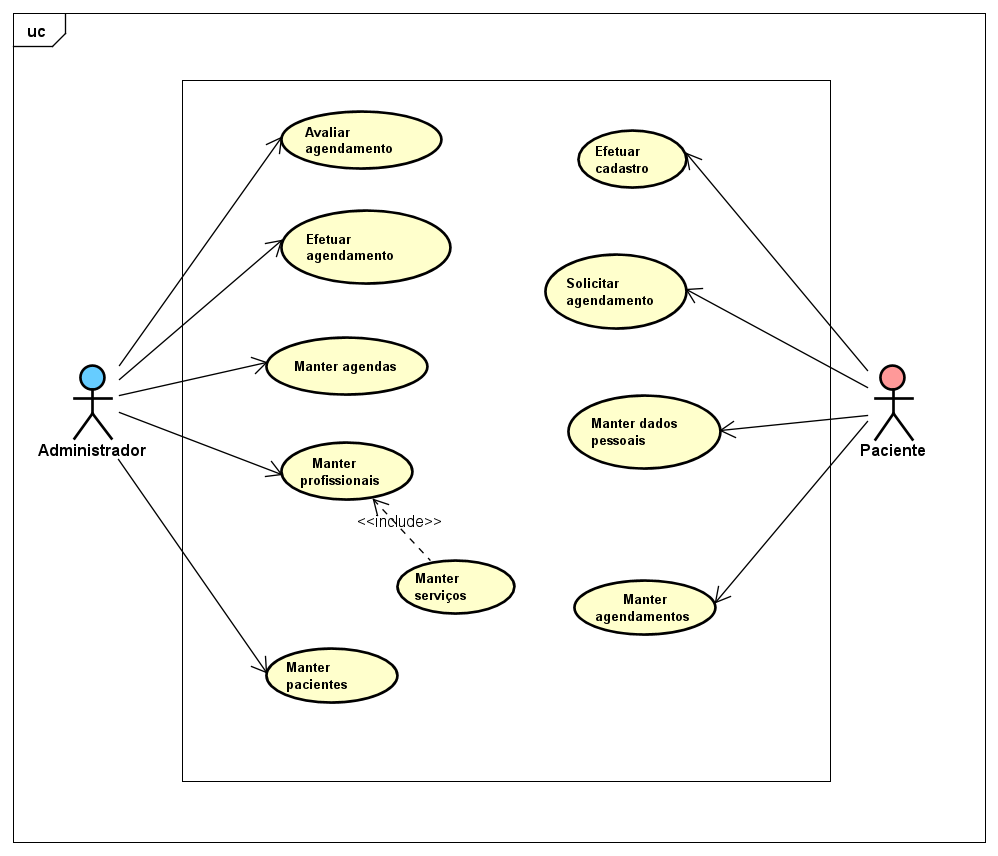 uc
Avaliar
agendamento
Efetuar
cadastro
Efetuar
agendamento
Solicitar
agendamento
Manter agendas
Manter dados
pessoais
Administrador
Paciente
Manter
profissionais
<<include>>
Manter
serviços
Manter
agendamentos
Manter
pacientes